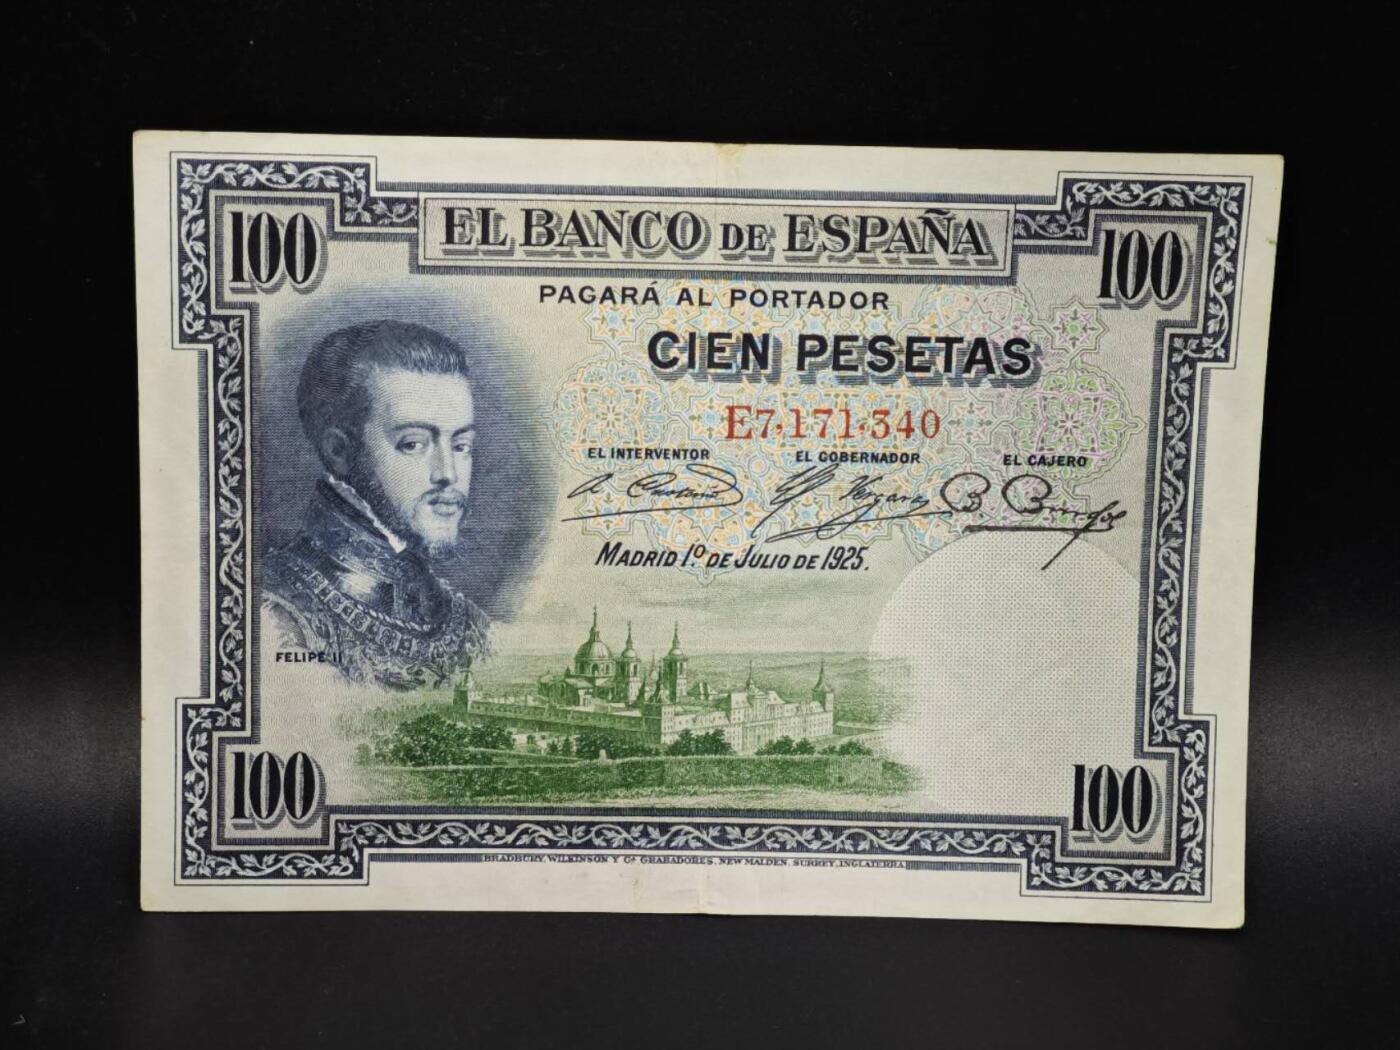 100 EL BANCO DE ESPAÑA 100
PAGARÁ AL PORTADOR
CIEN PESETAS
E7,171,340
EL INTERVENTOR EL GOBERNADOR EL CAJERO
MADRID 1.º DE JULIO DE 1925.
FELIPE II
100 100
BRADBURY, WILKINSON Y Cª GRABADORES, NEW MALDEN, SURREY, INGLATERRA.